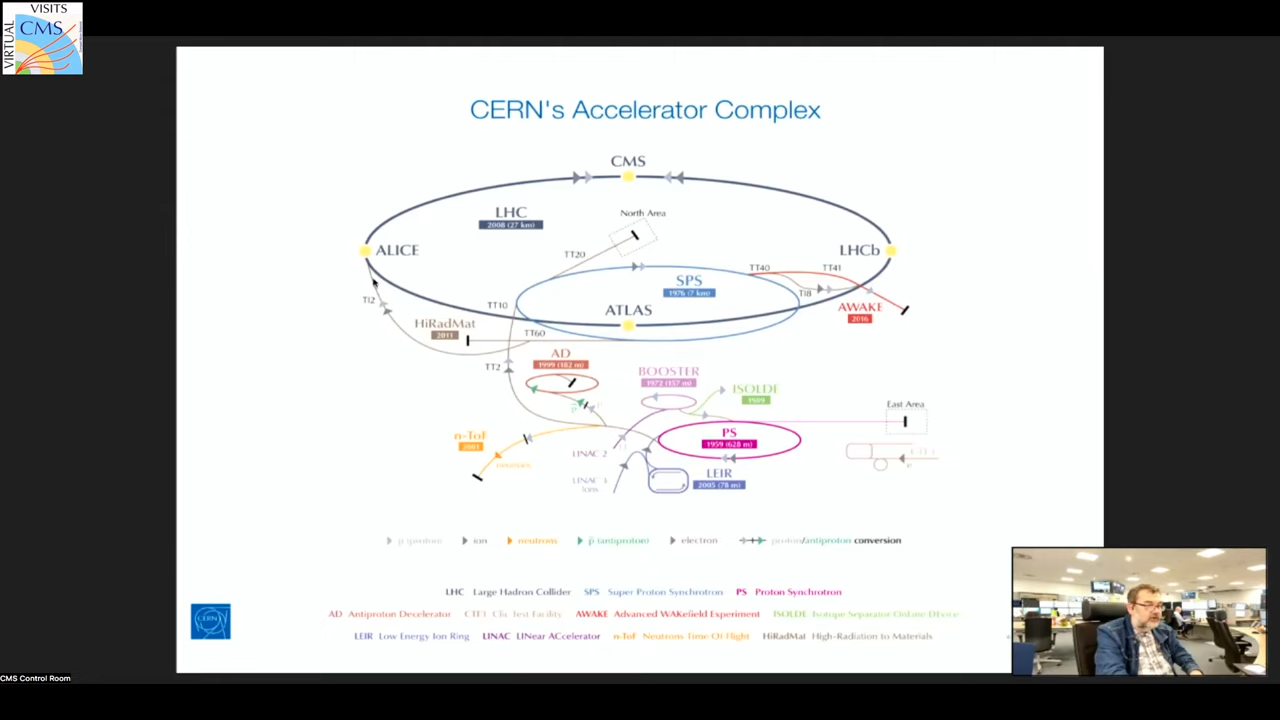 VISITS
VIRTUAL
CMS
CERN's Accelerator Complex
CMS
LHC
2008 (27 km)
North Area
ALICE
LHCb
TT20
TT40
TT41
SPS
1976 (7 km)
TI2
TT10
TI8
ATLAS
AWAKE
2016
HiRadMat
2011
TT60
AD
1999 (182 m)
TT2
BOOSTER
1972 (157 m)
ISOLDE
1989
East Area
p
n-ToF
2001
neutrons
PS
1959 (628 m)
LINAC 2
LEIR
2005 (78 m)
LINAC 3
Ions
e
p (proton)
ion
neutrons
p̄ (antiproton)
electron
proton/antiproton conversion
LHC Large Hadron Collider SPS Super Proton Synchrotron PS Proton Synchrotron
AD Antiproton Decelerator CTF3 Clic Test Facility AWAKE Advanced WAKefield Experiment ISOLDE Isotope Separator OnLine DEvice
LEIR Low Energy Ion Ring LINAC LINear ACcelerator n-ToF Neutrons Time Of Flight HiRadMat High-Radiation to Materials
CERN
CMS Control Room